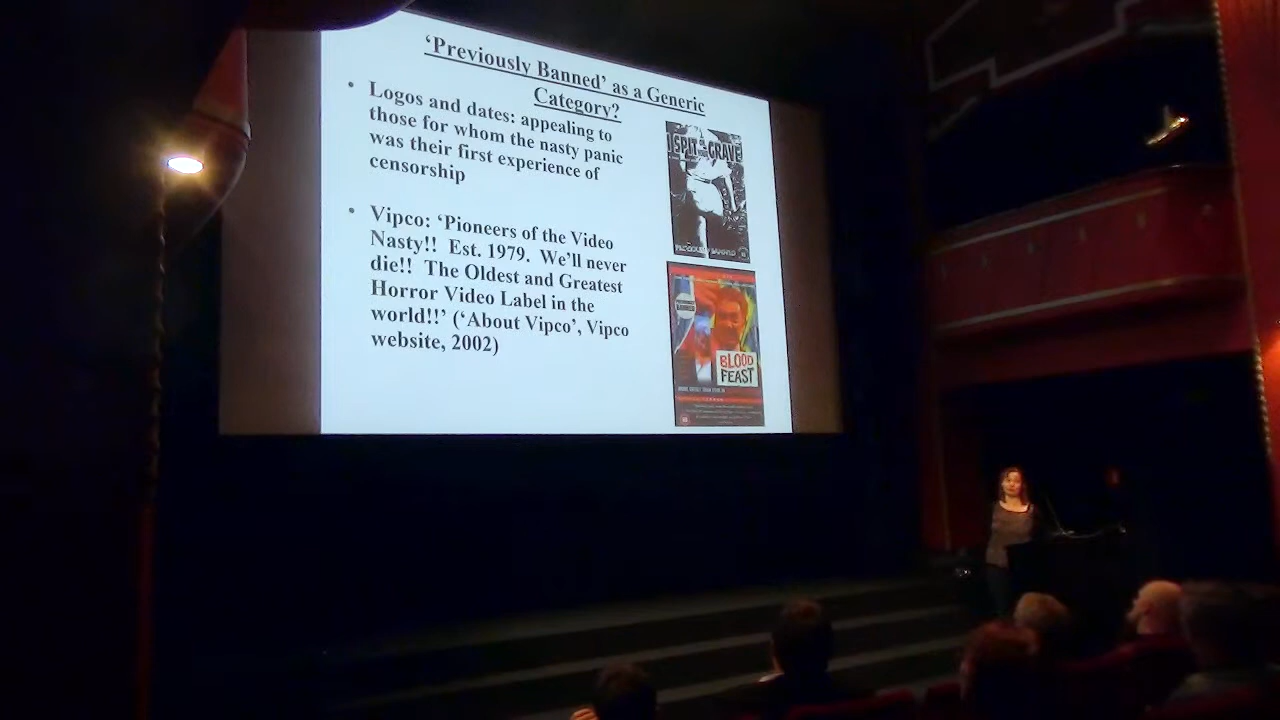 ‘Previously Banned’ as a Generic
Category?
• Logos and dates: appealing to
those for whom the nasty panic
was their first experience of
censorship
• Vipco: ‘Pioneers of the Video
Nasty!! Est. 1979. We’ll never
die!! The Oldest and Greatest
Horror Video Label in the
world!!’ (‘About Vipco’, Vipco
website, 2002)
I SPIT
GRAVE
PREVIOUSLY BANNED
BLOOD
FEAST